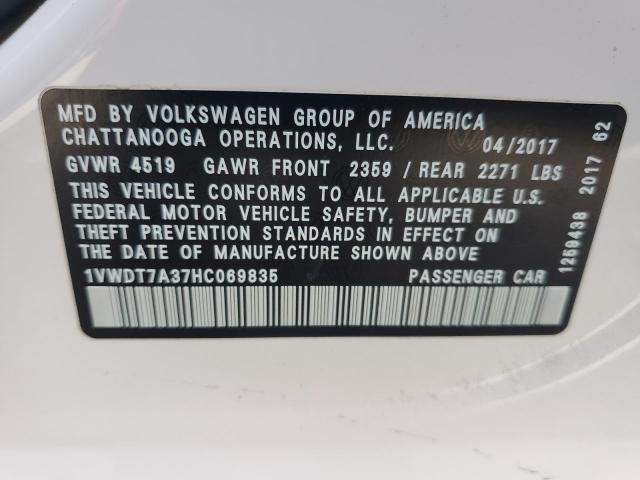 MFD BY VOLKSWAGEN GROUP OF AMERICA
CHATTANOOGA OPERATIONS, LLC. 04/2017
GVWR 4519 GAWR FRONT 2359 / REAR 2271 LBS
THIS VEHICLE CONFORMS TO ALL APPLICABLE U.S.
FEDERAL MOTOR VEHICLE SAFETY, BUMPER AND
THEFT PREVENTION STANDARDS IN EFFECT ON
THE DATE OF MANUFACTURE SHOWN ABOVE
1VWDT7A37HC069835 PASSENGER CAR
1259438 2017 62